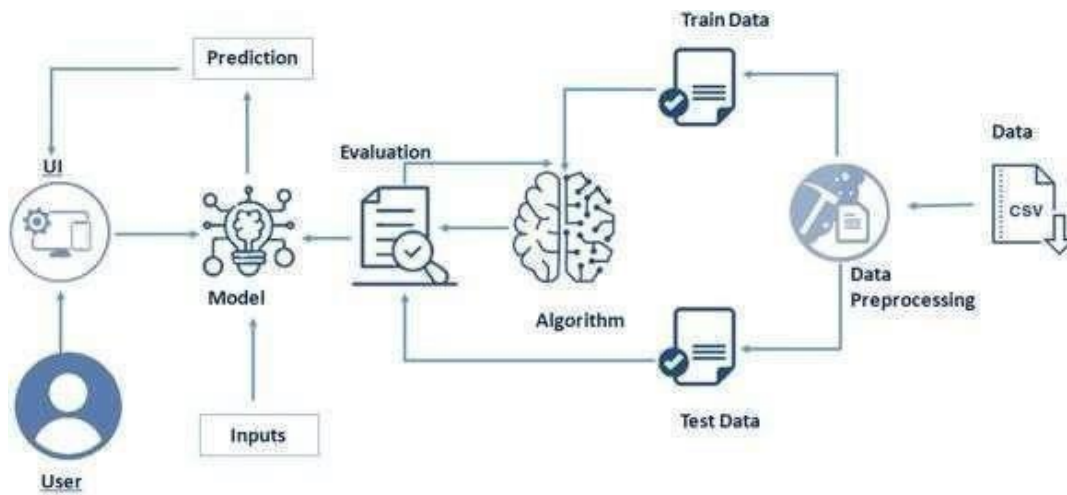 Train Data
Prediction
Data
Evaluation
UI
CSV
Data
Preprocessing
Model
Algorithm
Test Data
Inputs
User